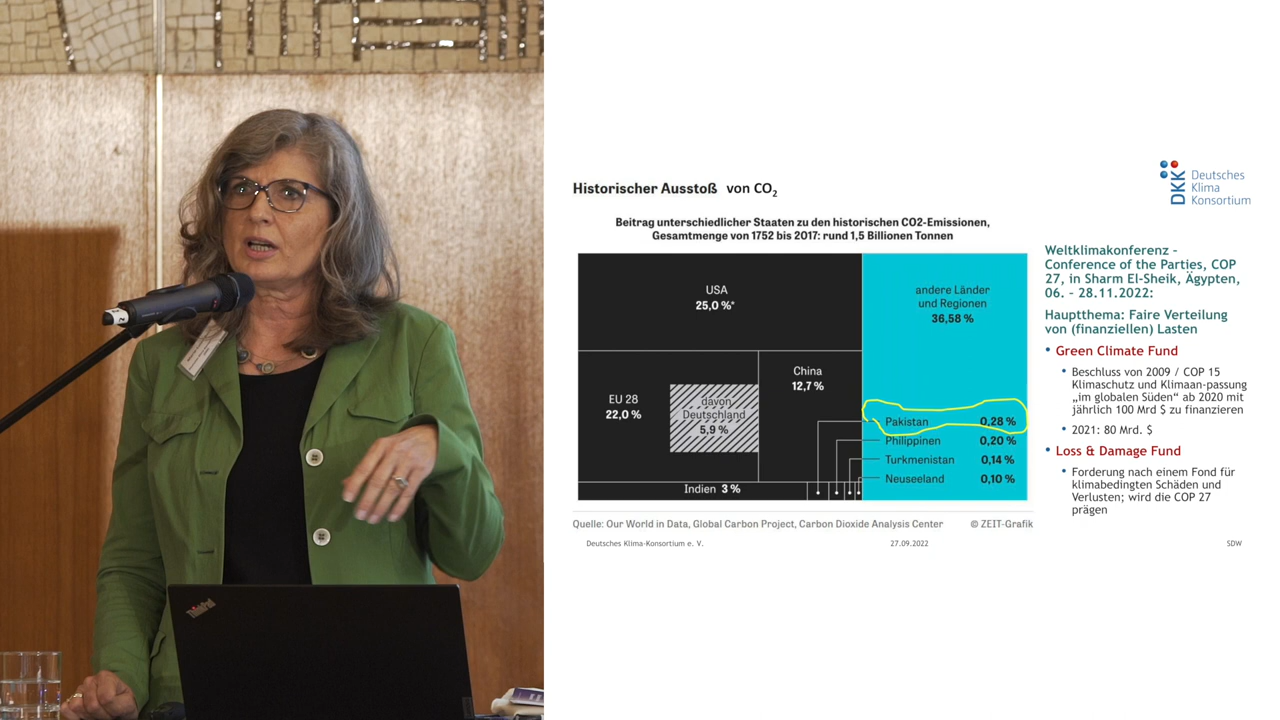 ThinkPad
DKK
Deutsches
Klima
Konsortium
Historischer Ausstoß von CO2
Beitrag unterschiedlicher Staaten zu den historischen CO2-Emissionen,
Gesamtmenge von 1752 bis 2017: rund 1,5 Billionen Tonnen
USA
25,0 %*
andere Länder
und Regionen
36,58 %
EU 28
22,0 %
davon
Deutschland
5,9 %
China
12,7 %
Indien 3 %
Pakistan 0,28 %
Philippinen 0,20 %
Turkmenistan 0,14 %
Neuseeland 0,10 %
Quelle: Our World in Data, Global Carbon Project, Carbon Dioxide Analysis Center © ZEIT-Grafik
Weltklimakonferenz -
Conference of the Parties, COP
27, in Sharm El-Sheik, Ägypten,
06. - 28.11.2022:
Hauptthema: Faire Verteilung
von (finanziellen) Lasten
• Green Climate Fund
• Beschluss von 2009 / COP 15
Klimaschutz und Klimaan-passung
„im globalen Süden“ ab 2020 mit
jährlich 100 Mrd $ zu finanzieren
• 2021: 80 Mrd. $
• Loss & Damage Fund
• Forderung nach einem Fond für
klimabedingten Schäden und
Verlusten; wird die COP 27
prägen
Deutsches Klima-Konsortium e. V. 27.09.2022 SDW